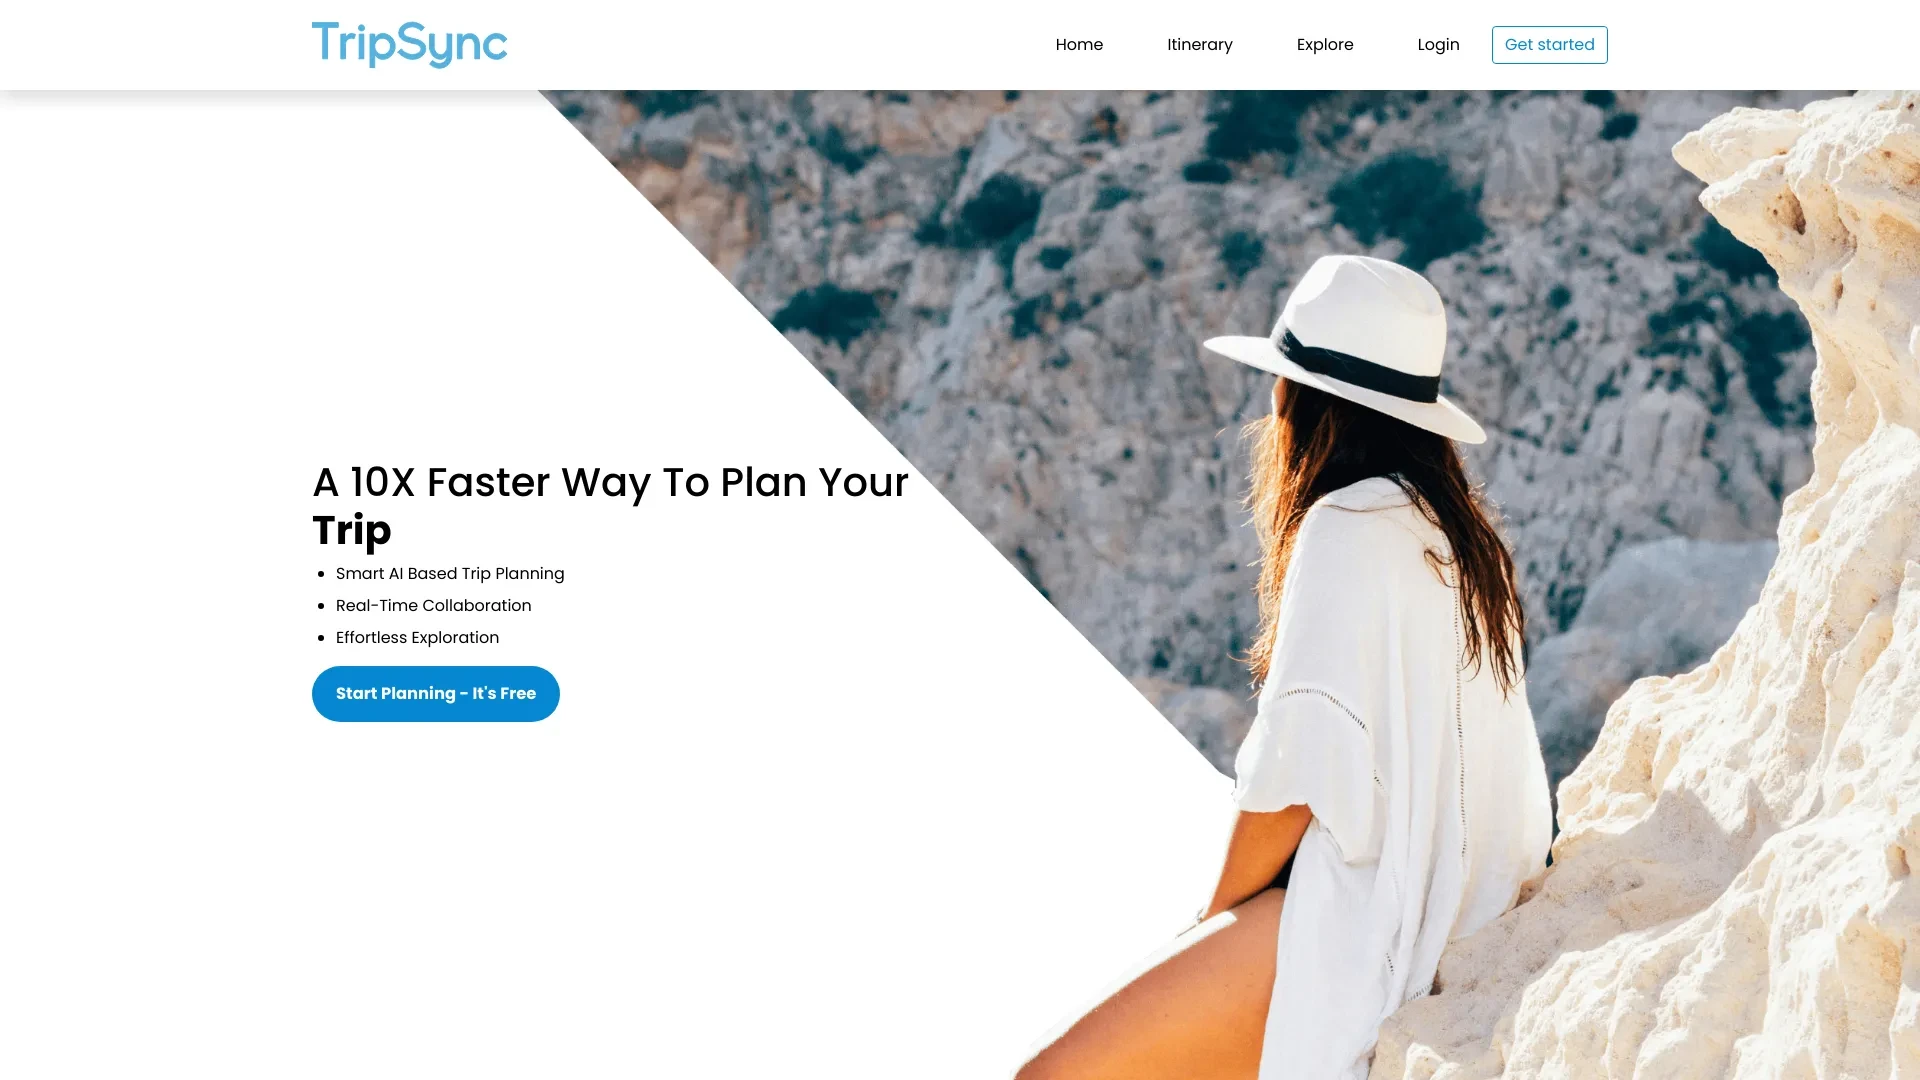 TripSync
Home
Itinerary
Explore
Login
Get started
A 10X Faster Way To Plan Your
Trip
Smart AI Based Trip Planning
Real-Time Collaboration
Effortless Exploration
Start Planning - It's Free